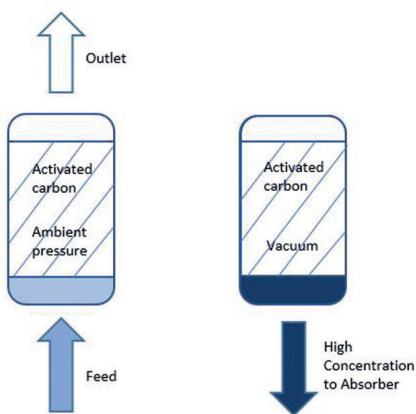 Outlet
Activated
carbon
Ambient
pressure
Feed
Activated
carbon
Vacuum
High
Concentration
to Absorber